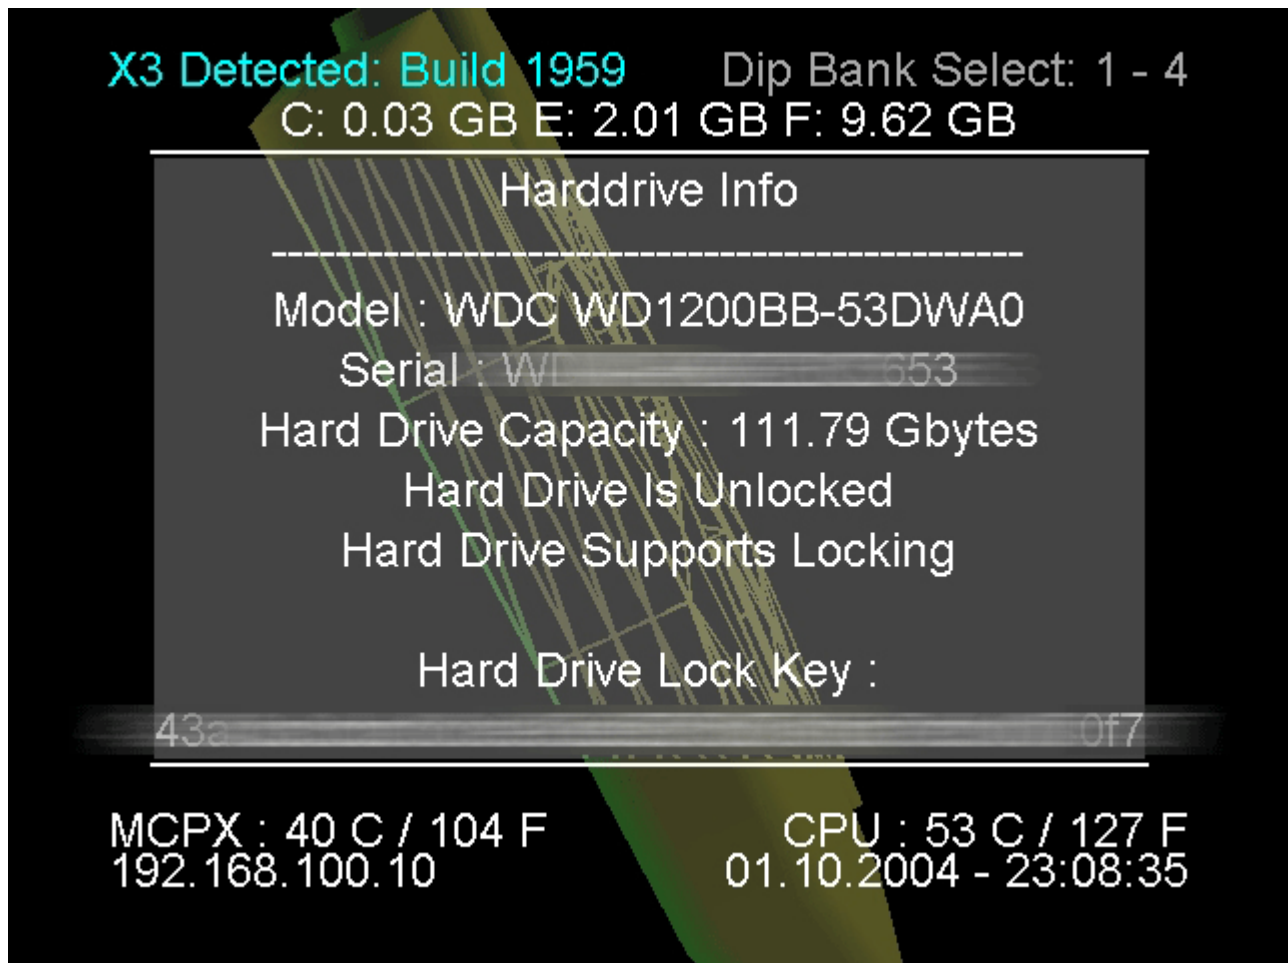 X3 Detected: Build 1959 Dip Bank Select: 1 - 4
C: 0.03 GB E: 2.01 GB F: 9.62 GB
Harddrive Info
-----------------------------------------------
Model : WDC WD1200BB-53DWA0
Serial :
Hard Drive Capacity : 111.79 Gbytes
Hard Drive Is Unlocked
Hard Drive Supports Locking
Hard Drive Lock Key :
MCPX : 40 C / 104 F CPU : 53 C / 127 F
192.168.100.10 01.10.2004 - 23:08:35